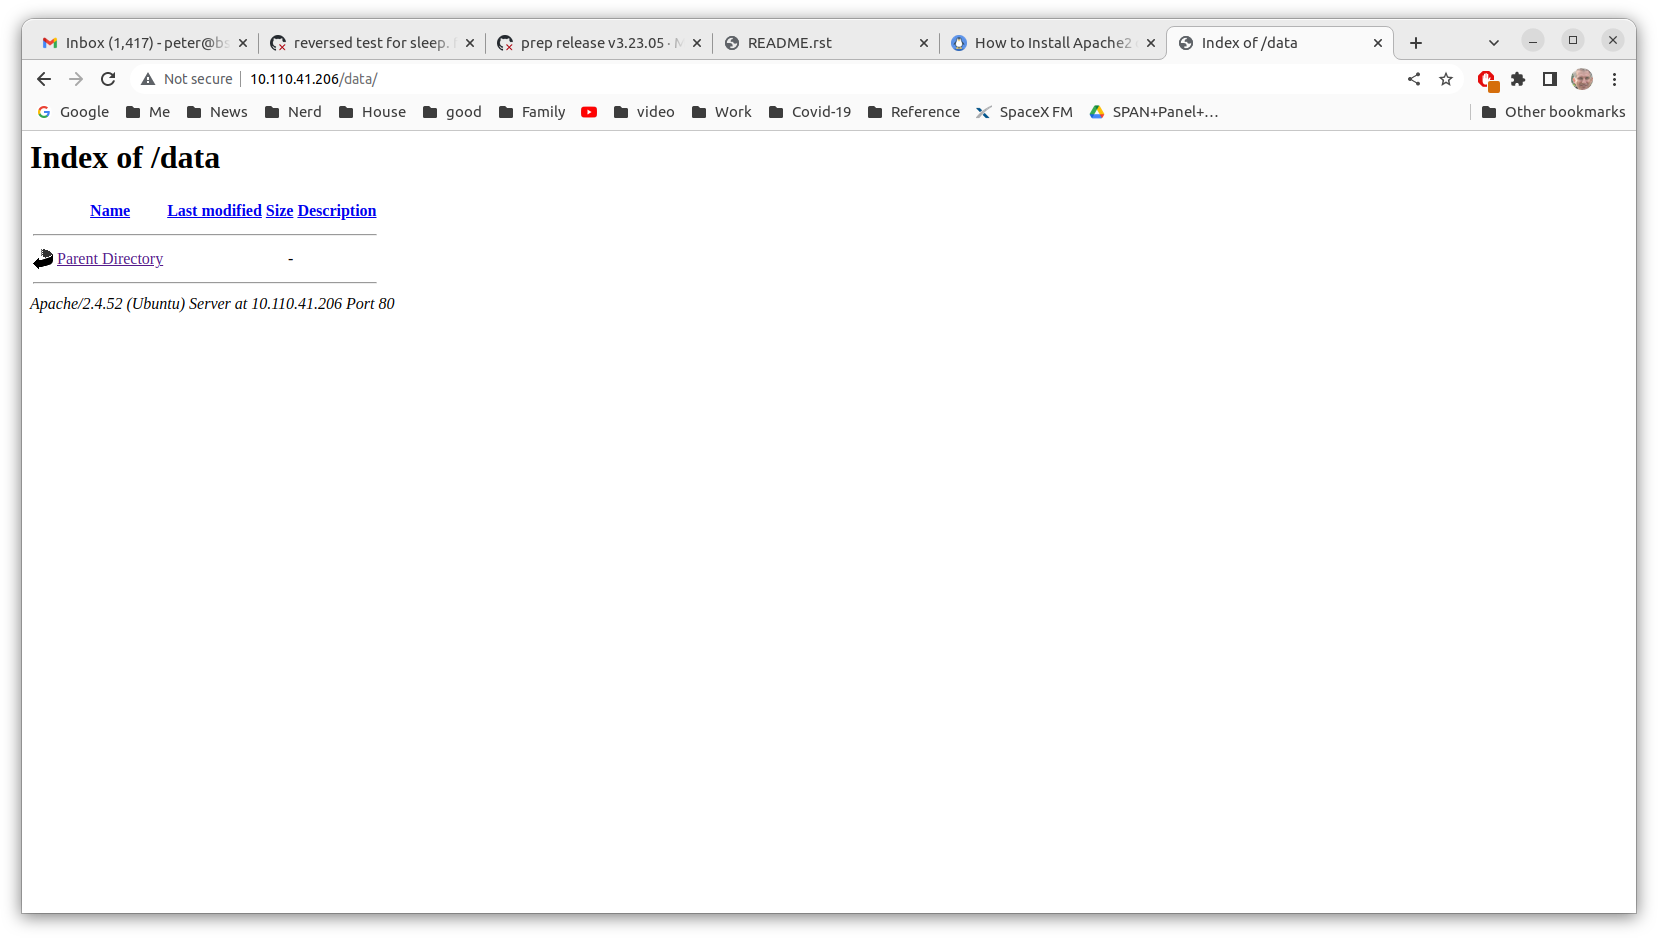 Inbox (1,417) - peter@bs
reversed test for sleep.
prep release v3.23.05 ·
README.rst
How to Install Apache2
Index of /data
Not secure
10.110.41.206/data/
Google
Me
News
Nerd
House
good
Family
video
Work
Covid-19
Reference
SpaceX FM
SPAN+Panel+...
Other bookmarks
Index of /data
Name Last modified Size Description
Parent Directory -
Apache/2.4.52 (Ubuntu) Server at 10.110.41.206 Port 80